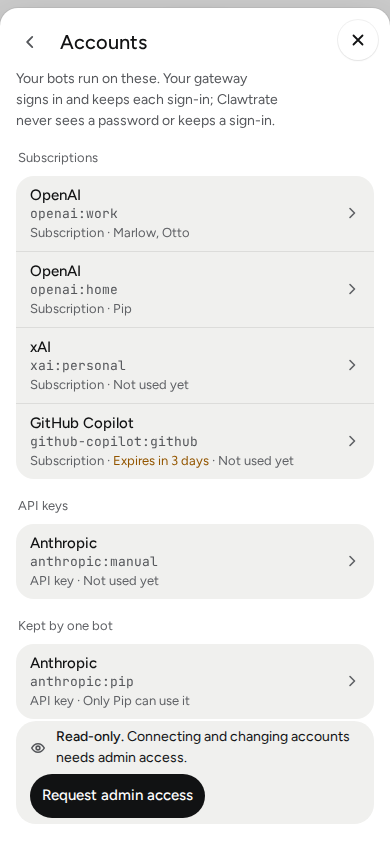 Accounts
Your bots run on these. Your gateway
signs in and keeps each sign-in; Clawtrate
never sees a password or keeps a sign-in.
Subscriptions
OpenAI
openai:work
Subscription · Marlow, Otto
OpenAI
openai:home
Subscription · Pip
xAI
xai:personal
Subscription · Not used yet
GitHub Copilot
github-copilot:github
Subscription · Expires in 3 days · Not used yet
API keys
Anthropic
anthropic:manual
API key · Not used yet
Kept by one bot
Anthropic
anthropic:pip
API key · Only Pip can use it
Read-only. Connecting and changing accounts
needs admin access.
Request admin access